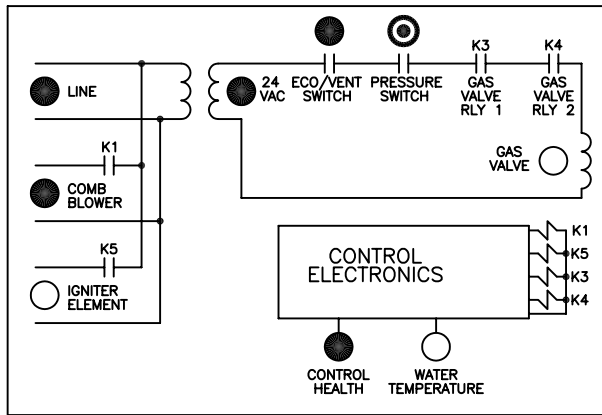 LINE
K1
COMB
BLOWER
K5
IGNITER
ELEMENT
24
VAC
ECO/VENT
SWITCH
PRESSURE
SWITCH
K3
GAS
VALVE
RLY 1
K4
GAS
VALVE
RLY 2
GAS
VALVE
CONTROL
ELECTRONICS
K1
K5
K3
K4
CONTROL
HEALTH
WATER
TEMPERATURE